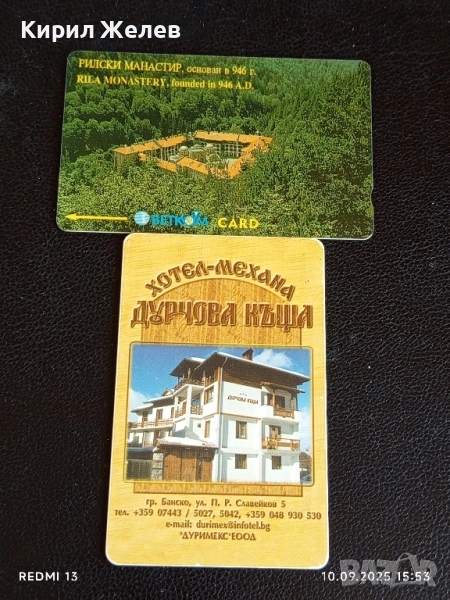 Кирил Желев
РИЛСКИ МАНАСТИР, основан в 946 г.
RILA MONASTERY, founded in 946 A.D.
BETKOM CARD
ХОТЕЛ-МЕХАНА
ДУРЧОВА КЪЩА
ДУРЧОВА КЪЩА
гр. Банско, ул. П. Р. Славейков 5
тел. +359 07443 / 5027, 5042, +359 048 930 530
e-mail: durimex@infotel.bg
"ДУРИМЕКС"ЕООД
BAZAR
REDMI 13
10.09.2025 15:53